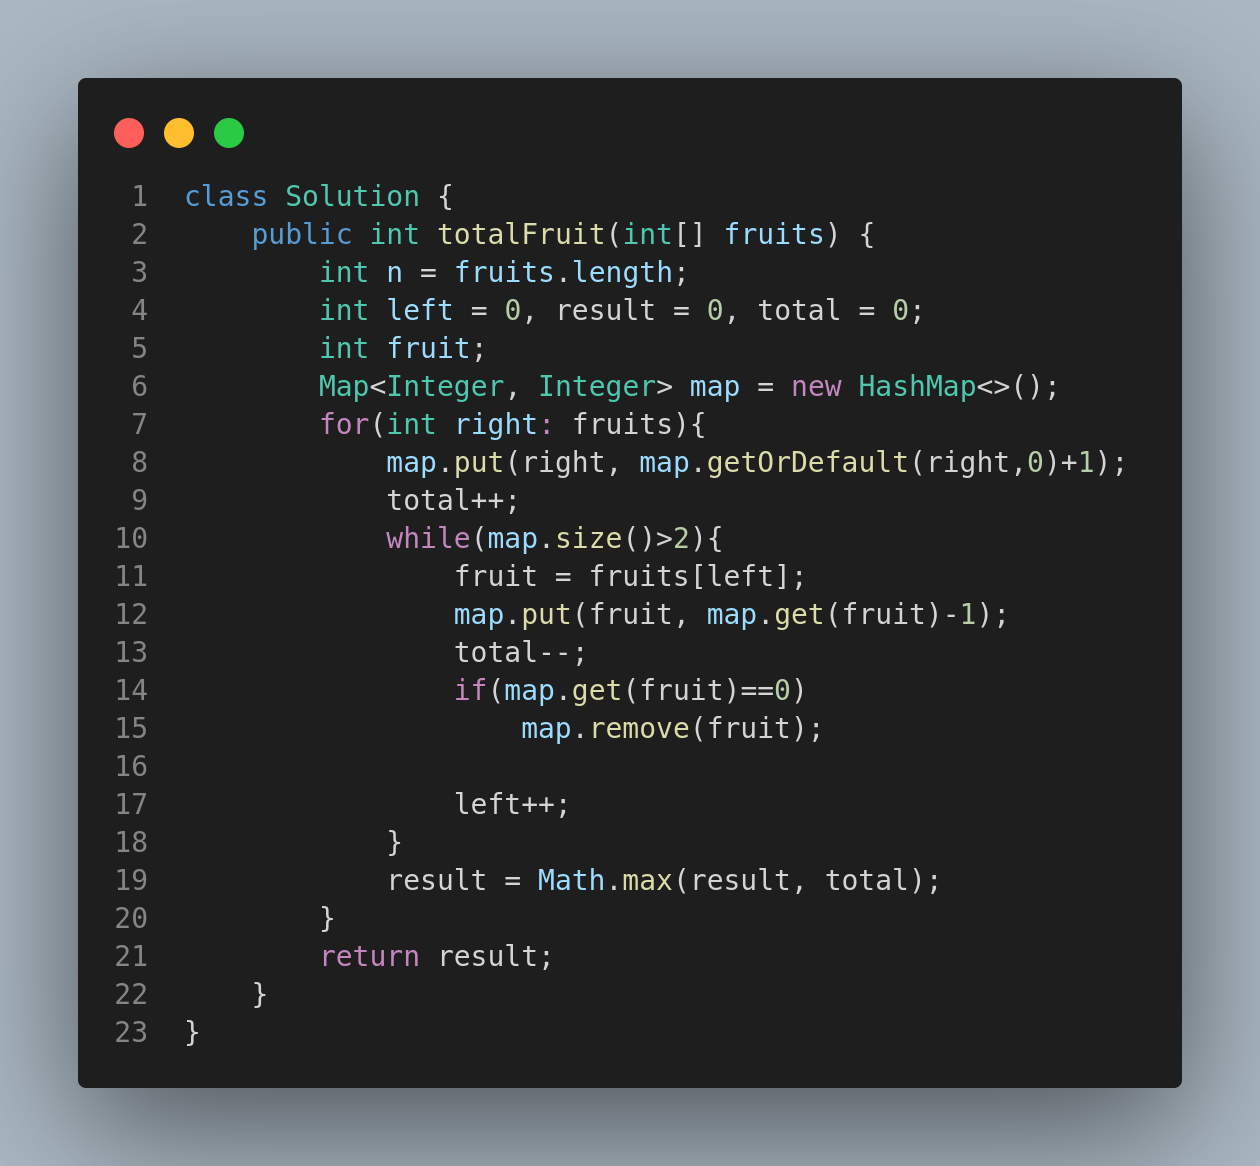 1 class Solution {
2     public int totalFruit(int[] fruits) {
3         int n = fruits.length;
4         int left = 0, result = 0, total = 0;
5         int fruit;
6         Map<Integer, Integer> map = new HashMap<>();
7         for(int right: fruits){
8             map.put(right, map.getOrDefault(right,0)+1);
9             total++;
10             while(map.size()>2){
11                 fruit = fruits[left];
12                 map.put(fruit, map.get(fruit)-1);
13                 total--;
14                 if(map.get(fruit)==0)
15                     map.remove(fruit);
16
17                 left++;
18             }
19             result = Math.max(result, total);
20         }
21         return result;
22     }
23 }